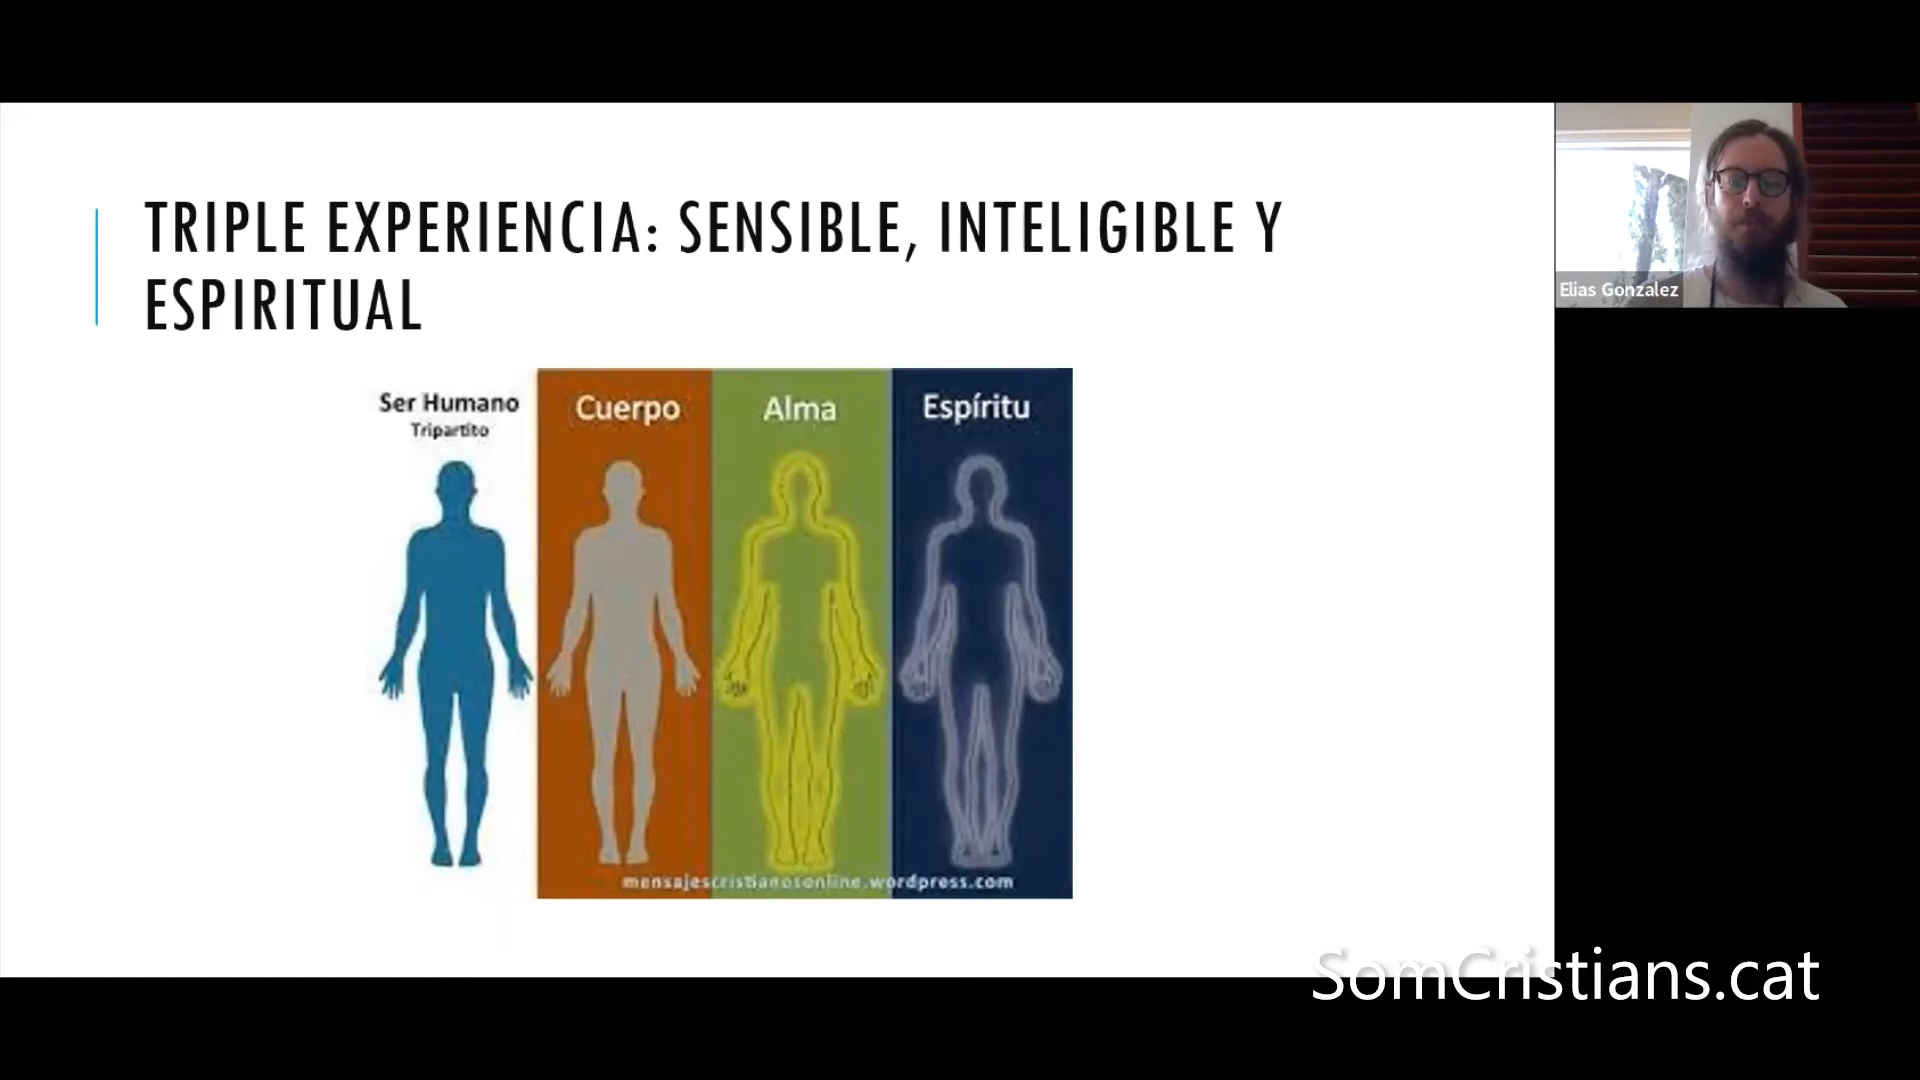 TRIPLE EXPERIENCIA: SENSIBLE, INTELIGIBLE Y
ESPIRITUAL
Elias Gonzalez
Ser Humano
Tripartito
Cuerpo
Alma
Espíritu
mensajescristianosonline.wordpress.com
SomCristians.cat